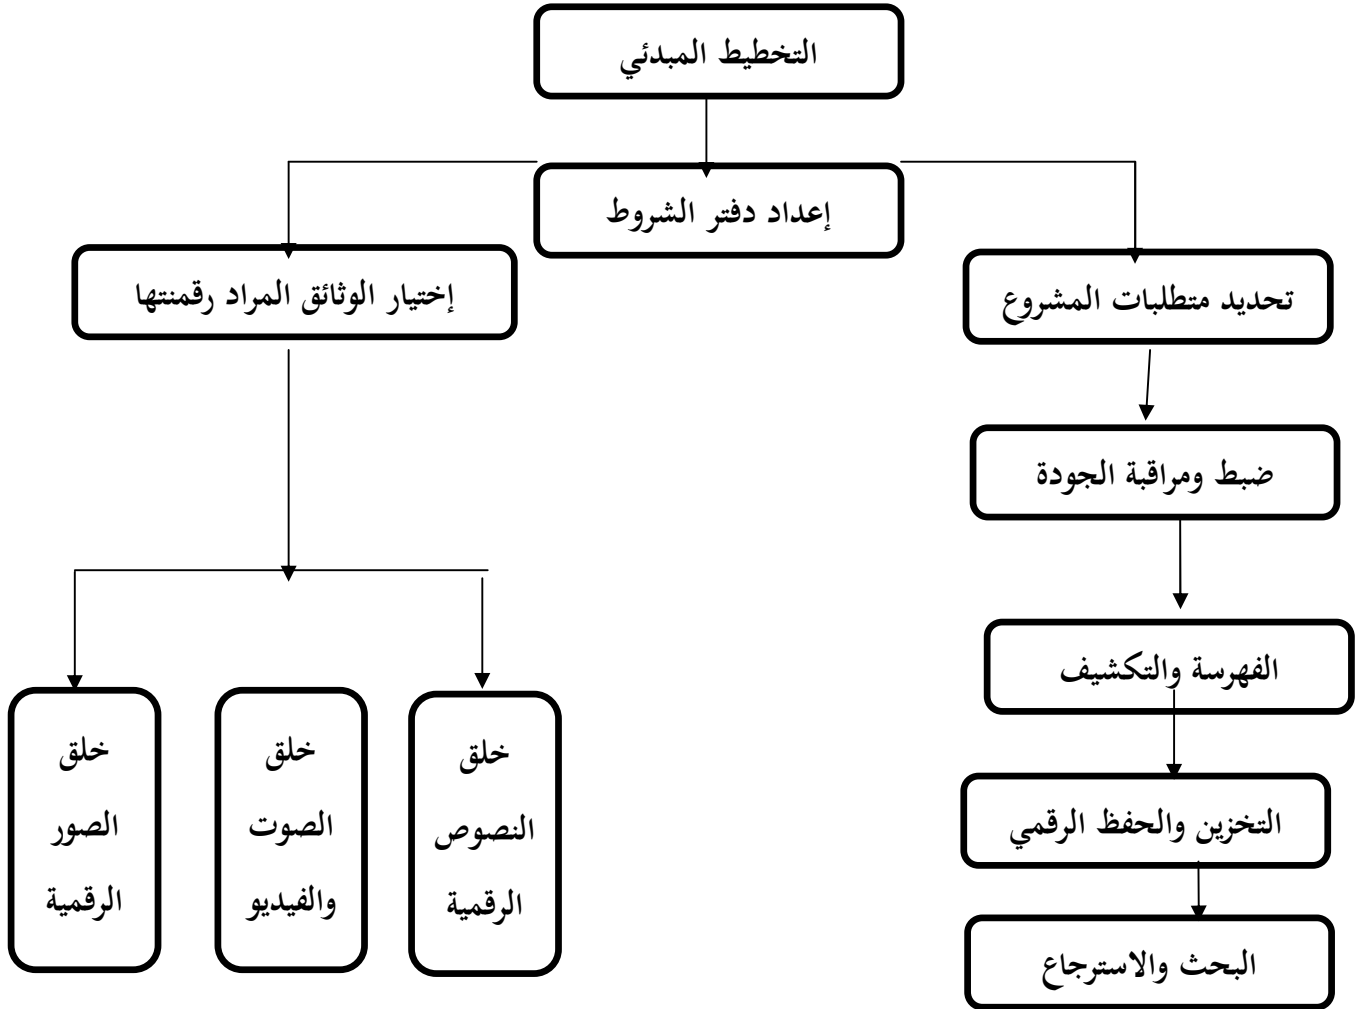 التخطيط المبدئي
إعداد دفتر الشروط
تحديد متطلبات المشروع
إختيار الوثائق المراد رقمنتها
ضبط ومراقبة الجودة
الفهرسة والتكشيف
التخزين والحفظ الرقمي
البحث والاسترجاع
خلق
النصوص
الرقمية
خلق
الصوت
والفيديو
خلق
الصور
الرقمية